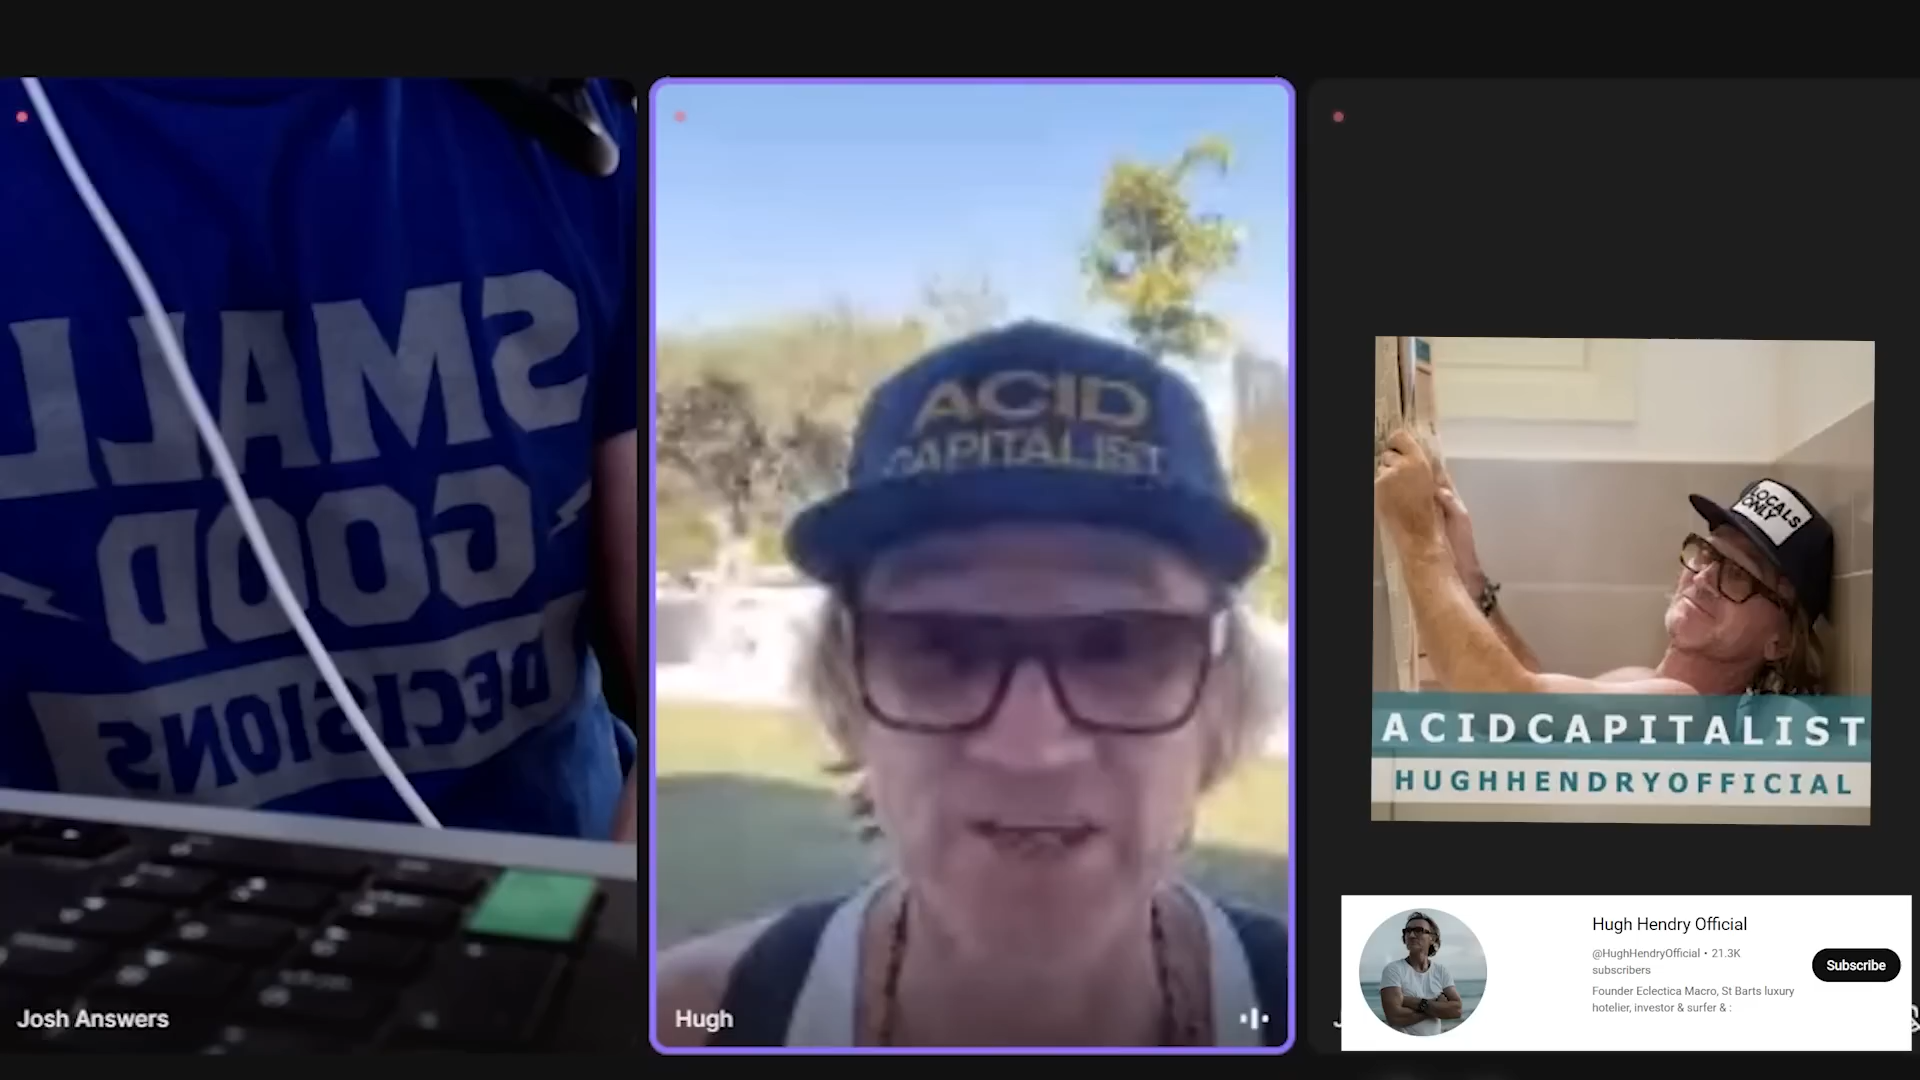 SMALL
GOOD
DECISIONS
Josh Answers
ACID
CAPITALIST
Hugh
LOCALS
ONLY
ACIDCAPITALIST
HUGHHENDRYOFFICIAL
Hugh Hendry Official
@HughHendryOfficial • 21.3K
subscribers
Founder Eclectica Macro, St Barts luxury
hotelier, investor & surfer & :
Subscribe